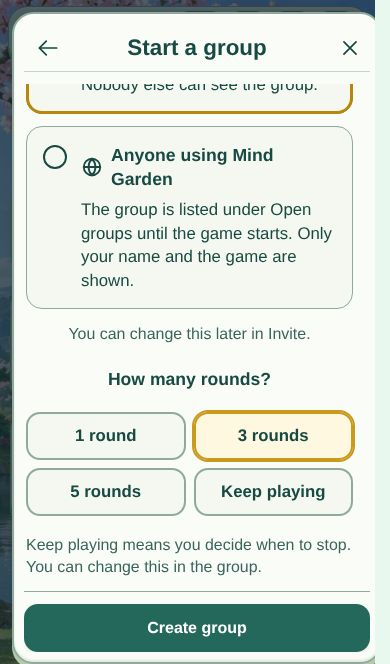 Start a group
Nobody else can see the group.
Anyone using Mind
Garden
The group is listed under Open
groups until the game starts. Only
your name and the game are
shown.
You can change this later in Invite.
How many rounds?
1 round
3 rounds
5 rounds
Keep playing
Keep playing means you decide when to stop.
You can change this in the group.
Create group